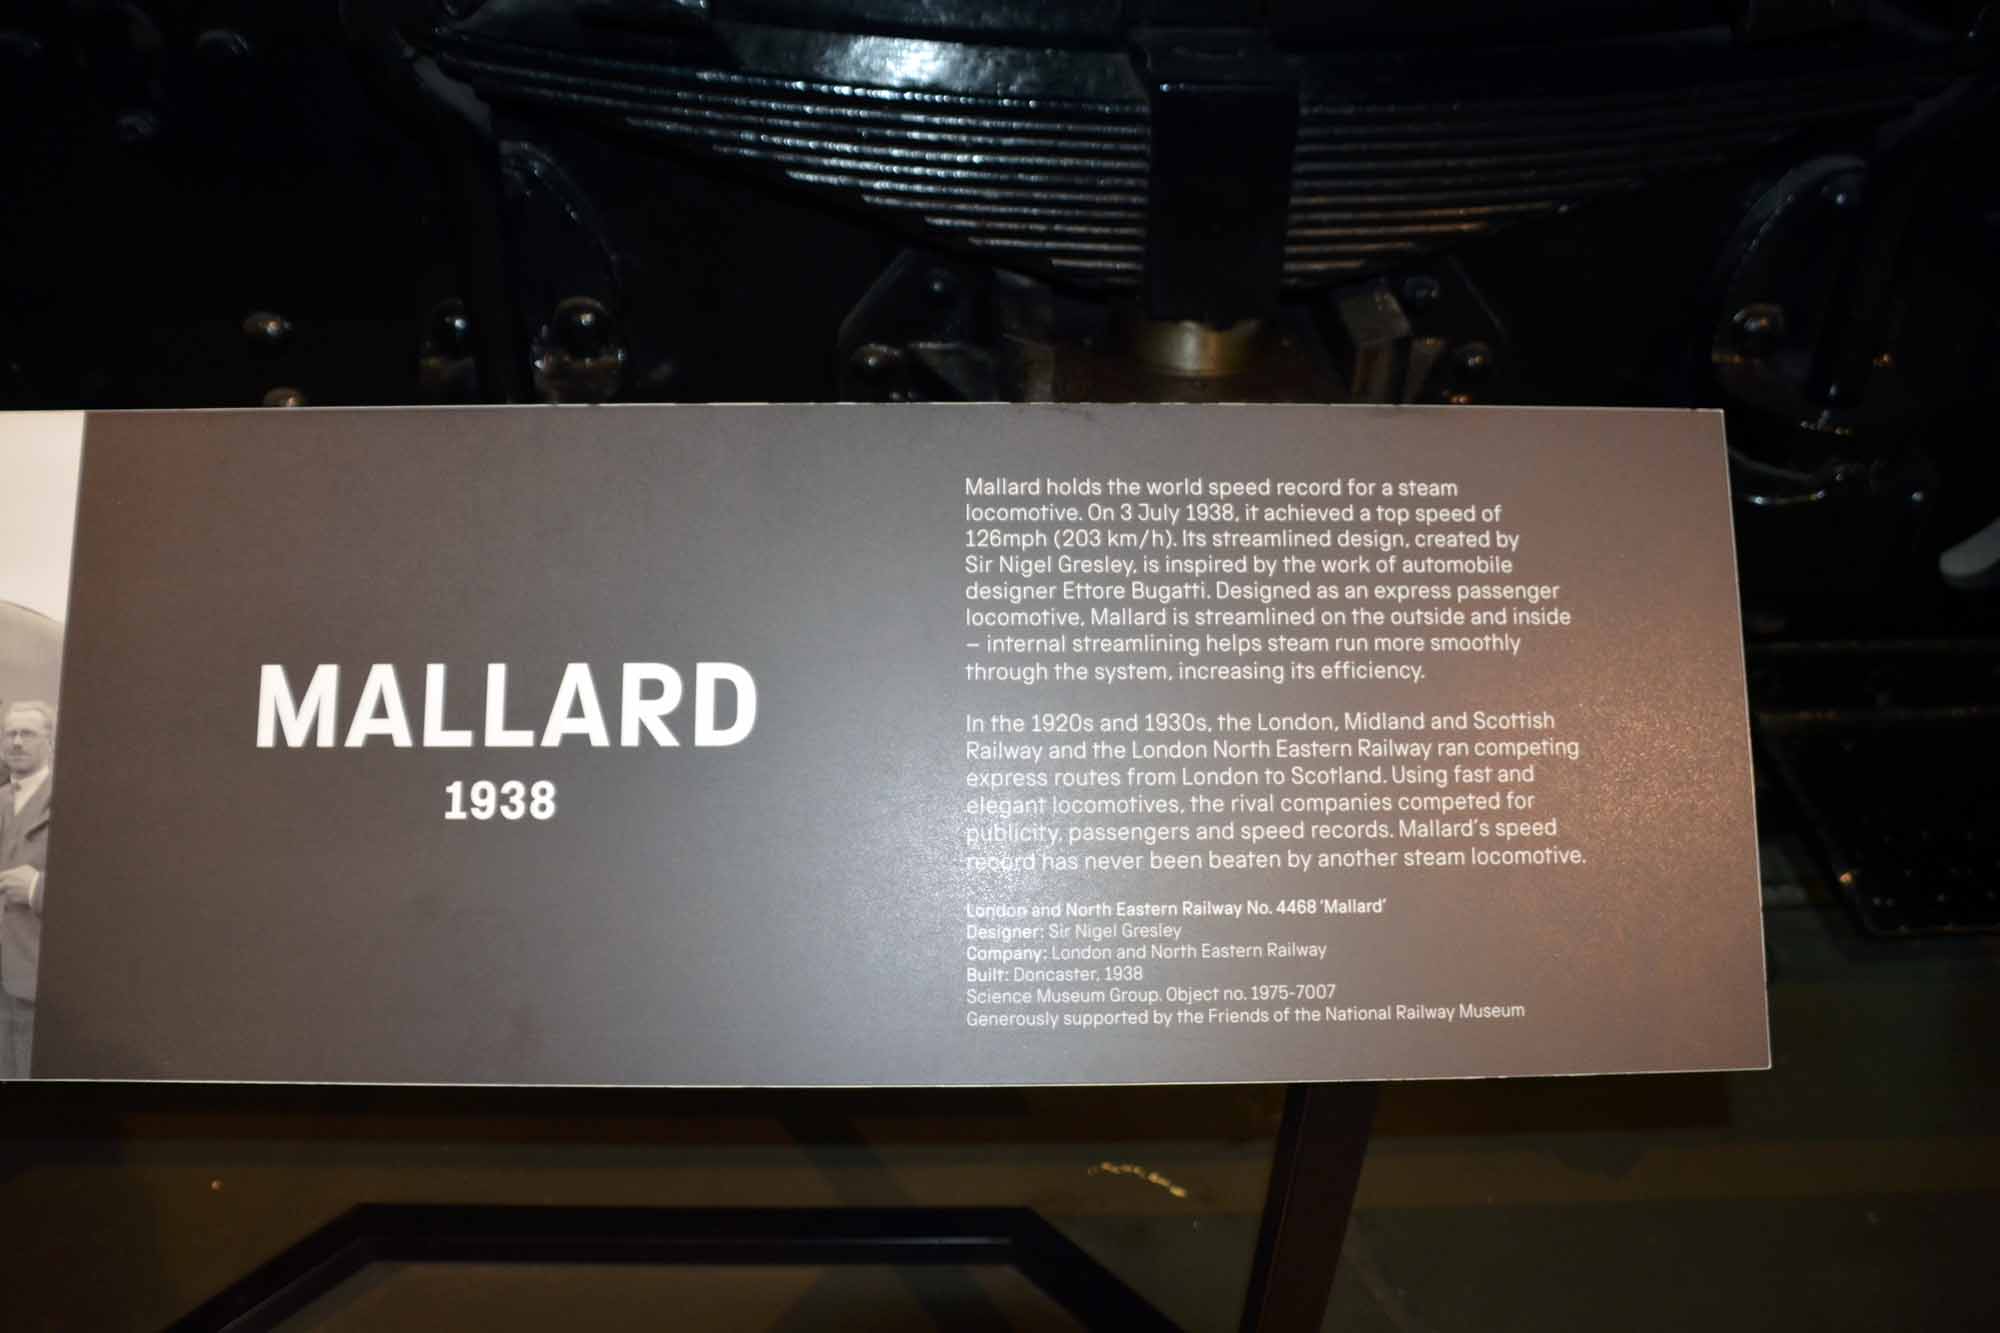 MALLARD
1938
Mallard holds the world speed record for a steam
locomotive. On 3 July 1938, it achieved a top speed of
126mph (203 km/h). Its streamlined design, created by
Sir Nigel Gresley, is inspired by the work of automobile
designer Ettore Bugatti. Designed as an express passenger
locomotive, Mallard is streamlined on the outside and inside
– internal streamlining helps steam run more smoothly
through the system, increasing its efficiency.
In the 1920s and 1930s, the London, Midland and Scottish
Railway and the London North Eastern Railway ran competing
express routes from London to Scotland. Using fast and
elegant locomotives, the rival companies competed for
publicity, passengers and speed records. Mallard's speed
record has never been beaten by another steam locomotive.
London and North Eastern Railway No. 4468 'Mallard'
Designer: Sir Nigel Gresley
Company: London and North Eastern Railway
Built: Doncaster, 1938
Science Museum Group. Object no. 1975-7007
Generously supported by the Friends of the National Railway Museum